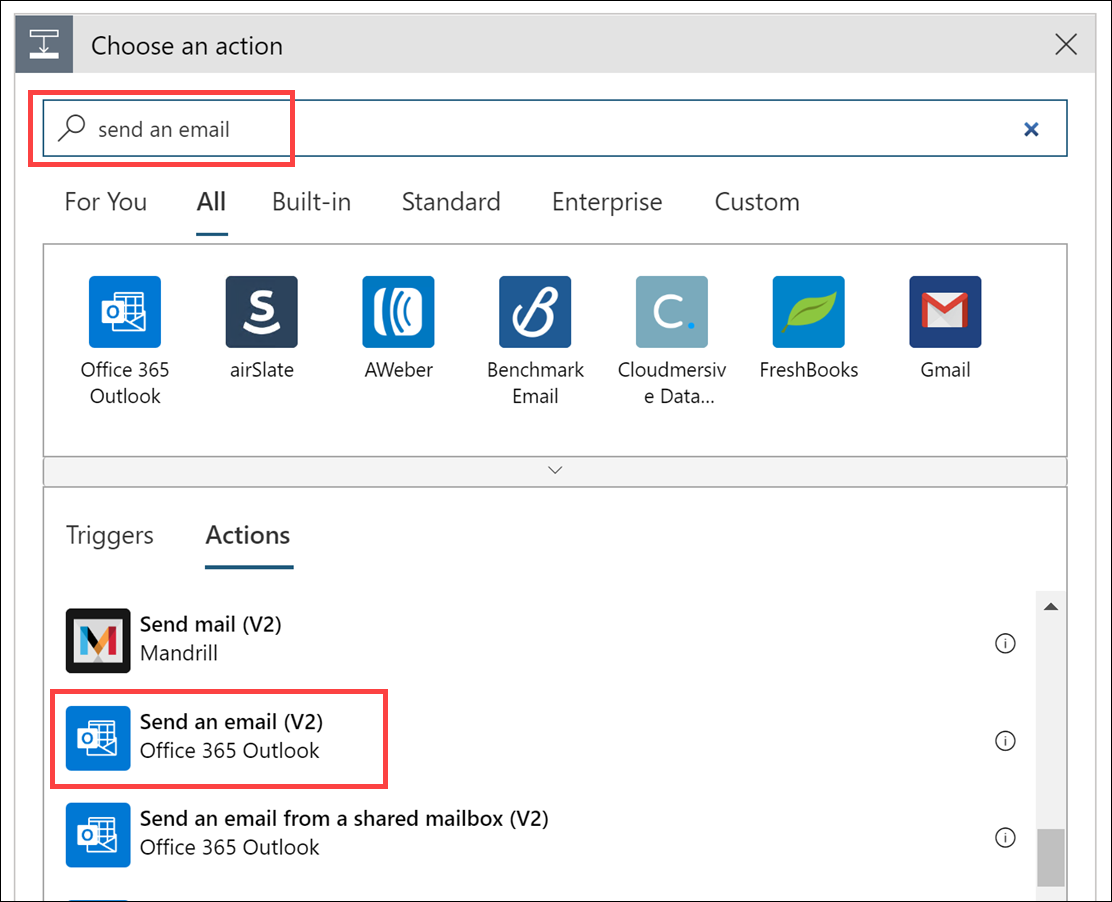 Choose an action
send an email
For You All Built-in Standard Enterprise Custom
Office 365 Outlook
airSlate
AWeber
Benchmark Email
Cloudmersiv e Data...
FreshBooks
Gmail
Triggers Actions
Send mail (V2)
Mandrill
Send an email (V2)
Office 365 Outlook
Send an email from a shared mailbox (V2)
Office 365 Outlook